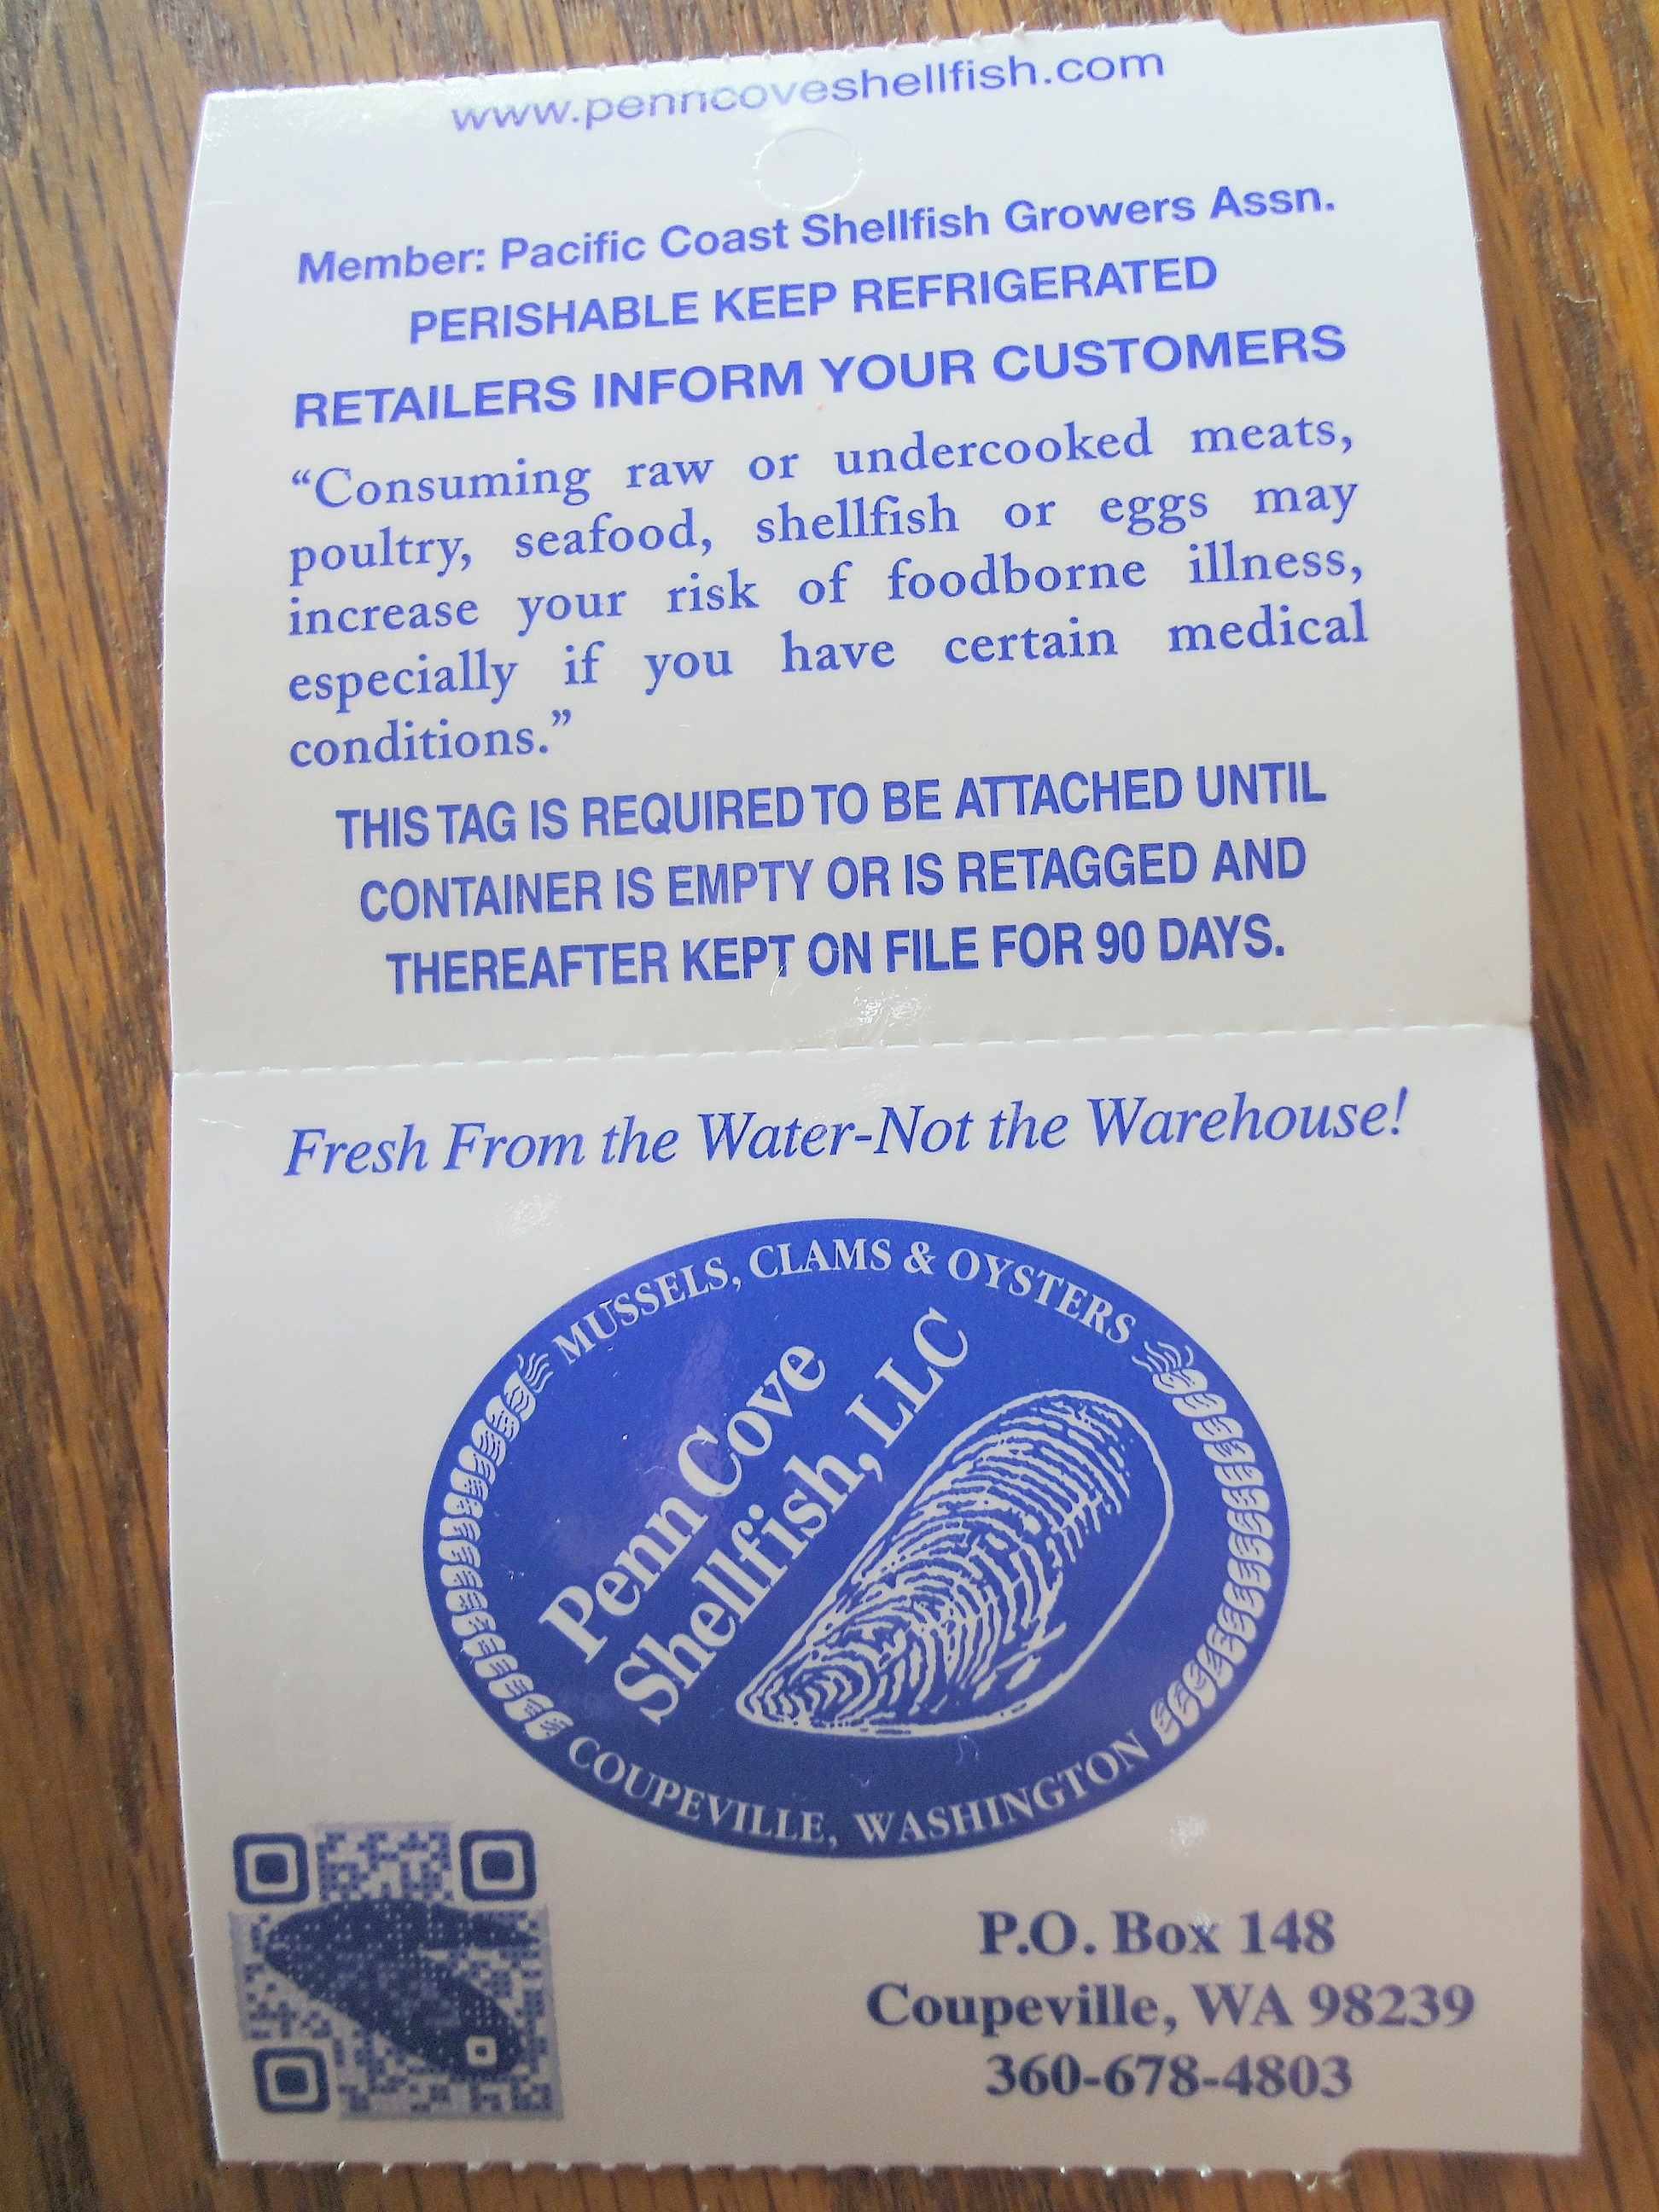 www.penncoveshellfish.com
Member: Pacific Coast Shellfish Growers Assn.
PERISHABLE KEEP REFRIGERATED
RETAILERS INFORM YOUR CUSTOMERS
“Consuming raw or undercooked meats,
poultry, seafood, shellfish or eggs may
increase your risk of foodborne illness,
especially if you have certain medical
conditions.”
THIS TAG IS REQUIRED TO BE ATTACHED UNTIL
CONTAINER IS EMPTY OR IS RETAGGED AND
THEREAFTER KEPT ON FILE FOR 90 DAYS.
Fresh From the Water-Not the Warehouse!
MUSSELS, CLAMS & OYSTERS
Penn Cove
Shellfish, LLC
COUPEVILLE, WASHINGTON
P.O. Box 148
Coupeville, WA 98239
360-678-4803